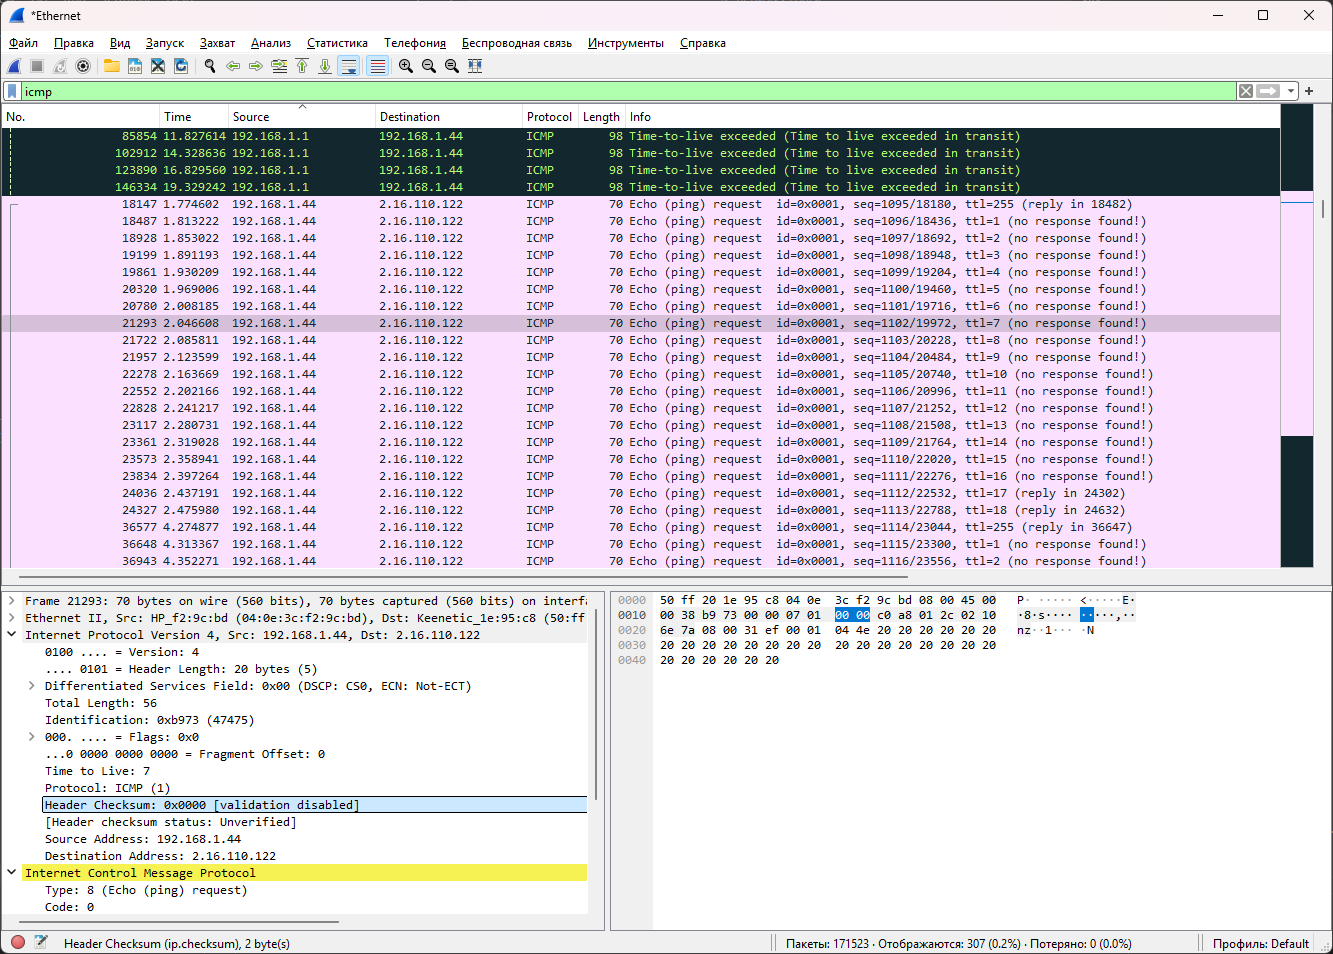 *Ethernet
Файл Правка Вид Запуск Захват Анализ Статистика Телефония Беспроводная связь Инструменты Справка
icmp
No. Time Source Destination Protocol Length Info
85854 11.827614 192.168.1.1 192.168.1.44 ICMP 98 Time-to-live exceeded (Time to live exceeded in transit)
102912 14.328636 192.168.1.1 192.168.1.44 ICMP 98 Time-to-live exceeded (Time to live exceeded in transit)
123890 16.829560 192.168.1.1 192.168.1.44 ICMP 98 Time-to-live exceeded (Time to live exceeded in transit)
146334 19.329242 192.168.1.1 192.168.1.44 ICMP 98 Time-to-live exceeded (Time to live exceeded in transit)
18147 1.774602 192.168.1.44 2.16.110.122 ICMP 70 Echo (ping) request id=0x0001, seq=1095/18180, ttl=255 (reply in 18482)
18487 1.813222 192.168.1.44 2.16.110.122 ICMP 70 Echo (ping) request id=0x0001, seq=1096/18436, ttl=1 (no response found!)
18928 1.853022 192.168.1.44 2.16.110.122 ICMP 70 Echo (ping) request id=0x0001, seq=1097/18692, ttl=2 (no response found!)
19199 1.891193 192.168.1.44 2.16.110.122 ICMP 70 Echo (ping) request id=0x0001, seq=1098/18948, ttl=3 (no response found!)
19861 1.930209 192.168.1.44 2.16.110.122 ICMP 70 Echo (ping) request id=0x0001, seq=1099/19204, ttl=4 (no response found!)
20320 1.969006 192.168.1.44 2.16.110.122 ICMP 70 Echo (ping) request id=0x0001, seq=1100/19460, ttl=5 (no response found!)
20780 2.008185 192.168.1.44 2.16.110.122 ICMP 70 Echo (ping) request id=0x0001, seq=1101/19716, ttl=6 (no response found!)
21293 2.046608 192.168.1.44 2.16.110.122 ICMP 70 Echo (ping) request id=0x0001, seq=1102/19972, ttl=7 (no response found!)
21722 2.085811 192.168.1.44 2.16.110.122 ICMP 70 Echo (ping) request id=0x0001, seq=1103/20228, ttl=8 (no response found!)
21957 2.123599 192.168.1.44 2.16.110.122 ICMP 70 Echo (ping) request id=0x0001, seq=1104/20484, ttl=9 (no response found!)
22278 2.163669 192.168.1.44 2.16.110.122 ICMP 70 Echo (ping) request id=0x0001, seq=1105/20740, ttl=10 (no response found!)
22552 2.202166 192.168.1.44 2.16.110.122 ICMP 70 Echo (ping) request id=0x0001, seq=1106/20996, ttl=11 (no response found!)
22828 2.241217 192.168.1.44 2.16.110.122 ICMP 70 Echo (ping) request id=0x0001, seq=1107/21252, ttl=12 (no response found!)
23117 2.280731 192.168.1.44 2.16.110.122 ICMP 70 Echo (ping) request id=0x0001, seq=1108/21508, ttl=13 (no response found!)
23361 2.319028 192.168.1.44 2.16.110.122 ICMP 70 Echo (ping) request id=0x0001, seq=1109/21764, ttl=14 (no response found!)
23573 2.358941 192.168.1.44 2.16.110.122 ICMP 70 Echo (ping) request id=0x0001, seq=1110/22020, ttl=15 (no response found!)
23834 2.397264 192.168.1.44 2.16.110.122 ICMP 70 Echo (ping) request id=0x0001, seq=1111/22276, ttl=16 (no response found!)
24036 2.437191 192.168.1.44 2.16.110.122 ICMP 70 Echo (ping) request id=0x0001, seq=1112/22532, ttl=17 (reply in 24302)
24327 2.475980 192.168.1.44 2.16.110.122 ICMP 70 Echo (ping) request id=0x0001, seq=1113/22788, ttl=18 (reply in 24632)
36577 4.274877 192.168.1.44 2.16.110.122 ICMP 70 Echo (ping) request id=0x0001, seq=1114/23044, ttl=255 (reply in 36647)
36648 4.313367 192.168.1.44 2.16.110.122 ICMP 70 Echo (ping) request id=0x0001, seq=1115/23300, ttl=1 (no response found!)
36943 4.352271 192.168.1.44 2.16.110.122 ICMP 70 Echo (ping) request id=0x0001, seq=1116/23556, ttl=2 (no response found!)
Frame 21293: 70 bytes on wire (560 bits), 70 bytes captured (560 bits) on interfa
Ethernet II, Src: HP_f2:9c:bd (04:0e:3c:f2:9c:bd), Dst: Keenetic_1e:95:c8 (50:ff
Internet Protocol Version 4, Src: 192.168.1.44, Dst: 2.16.110.122
0100 .... = Version: 4
.... 0101 = Header Length: 20 bytes (5)
Differentiated Services Field: 0x00 (DSCP: CS0, ECN: Not-ECT)
Total Length: 56
Identification: 0xb973 (47475)
000. .... = Flags: 0x0
...0 0000 0000 0000 = Fragment Offset: 0
Time to Live: 7
Protocol: ICMP (1)
Header Checksum: 0x0000 [validation disabled]
[Header checksum status: Unverified]
Source Address: 192.168.1.44
Destination Address: 2.16.110.122
Internet Control Message Protocol
Type: 8 (Echo (ping) request)
Code: 0
0000 50 ff 20 1e 95 c8 04 0e 3c f2 9c bd 08 00 45 00 P· ····· <·····E·
0010 00 38 b9 73 00 00 07 01 00 00 c0 a8 01 2c 02 10 ·8·s···· ·····,··
0020 6e 7a 08 00 31 ef 00 01 04 4e 20 20 20 20 20 20 nz··1··· ·N
0030 20 20 20 20 20 20 20 20 20 20 20 20 20 20 20 20
0040 20 20 20 20 20 20
Header Checksum (ip.checksum), 2 byte(s)
Пакеты: 171523 · Отображаются: 307 (0.2%) · Потеряно: 0 (0.0%)
Профиль: Default